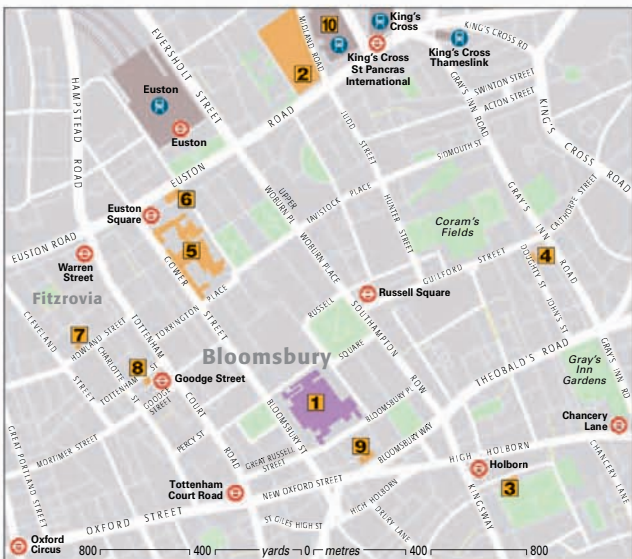 10
King's
Cross
KING'S CROSS RD
MIDLAND ROAD
King's Cross
St Pancras
International
King's Cross
Thameslink
EVERSHOLT STREET
2
Euston
SWINTON STREET
ACTON STREET
HAMPSTEAD ROAD
GRAY'S INN ROAD
KING'S CROSS ROAD
Euston
EUSTON ROAD
JUDD STREET
SIDMOUTH ST
6
UPPER WOBURN PL
TAVISTOCK PLACE
HUNTER STREET
GRAY'S INN ROAD
CALTHORPE STREET
Euston
Square
Coram's
Fields
EUSTON ROAD
5
WOBURN PLACE
4
Warren
Street
GOWER STREET
GUILFORD STREET
DOUGHTY ST
Fitzrovia
TORRINGTON PLACE
Russell Square
CLEVELAND STREET
7
HOWLAND STREET
TOTTENHAM COURT ROAD
RUSSELL SQUARE
SOUTHAMPTON ROW
JOHN'S ST
CHARLOTTE ST
8
Bloomsbury
THEOBALD'S ROAD
GRAY'S INN RD
Gray's
Inn
Gardens
TOTTENHAM ST
GOODGE STREET
Goodge Street
1
BLOOMSBURY PL
Chancery
Lane
GREAT PORTLAND STREET
MORTIMER STREET
PERCY ST
BLOOMSBURY ST
9
BLOOMSBURY WAY
HIGH HOLBORN
CHANCERY LANE
GREAT RUSSELL
STREET
Holborn
Tottenham
Court Road
NEW OXFORD STREET
HIGH HOLBORN
KINGSWAY
3
OXFORD STREET
ST GILES HIGH ST
DRURY LANE
Oxford
Circus
800 400 yards 0 metres 400 800